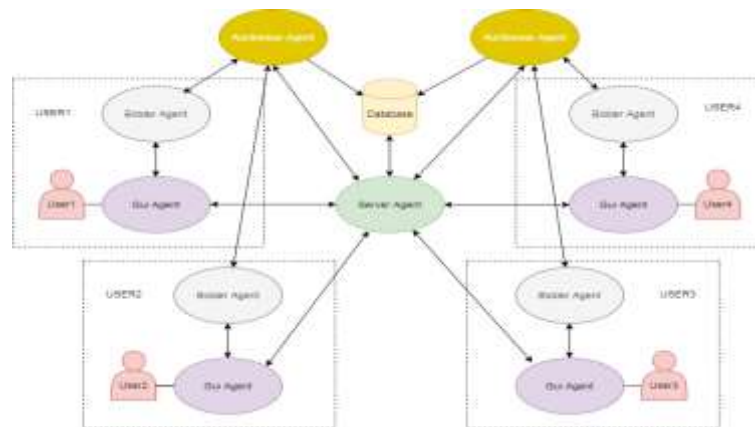 Auctioneer Agent
Auctioneer Agent
USER1
Bidder Agent
Database
Bidder Agent
USER4
User1
Gui Agent
Server Agent
Gui Agent
User4
USER2
Bidder Agent
Bidder Agent
USER3
User2
Gui Agent
Gui Agent
User3